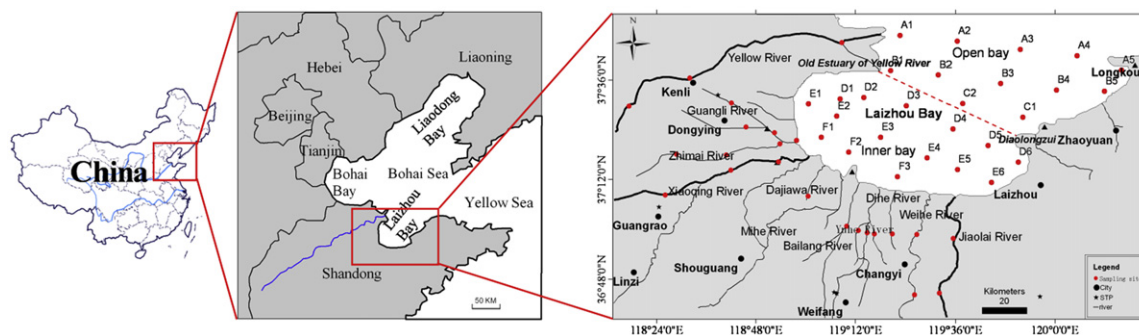 China
Liaoning
Hebei
Beijing
Tianjin
Liaodong
Bay
Bohai
Bay
Bohai Sea
Laizhou
Bay
Yellow Sea
Shandong
50 KM
N
37°36'0"N
37°12'0"N
36°48'0"N
118°24'0"E
118°48'0"E
119°12'0"E
119°36'0"E
120°0'0"E
A1
A2
A3
A4
A5
Open bay
Yellow River
Old Estuary of Yellow River
B1
B2
B3
B4
B5
Longkou
Kenli
Guangli River
E1
D1
D2
E2
D3
C2
C1
Laizhou Bay
Dongying
F1
E3
D4
D5
Diaolongzui
Zhaoyuan
Zhimai River
F2
Inner bay
E4
D6
F3
E5
E6
Laizhou
Xiaoqing River
Dajiawa River
Dihe River
Weihe River
Guangrao
Mihe River
Bailang River
Yuhe River
Jiaolai River
Linzi
Shouguang
Changyi
Weifang
Kilometers
20
Legend
Sampling site
City
STP
river